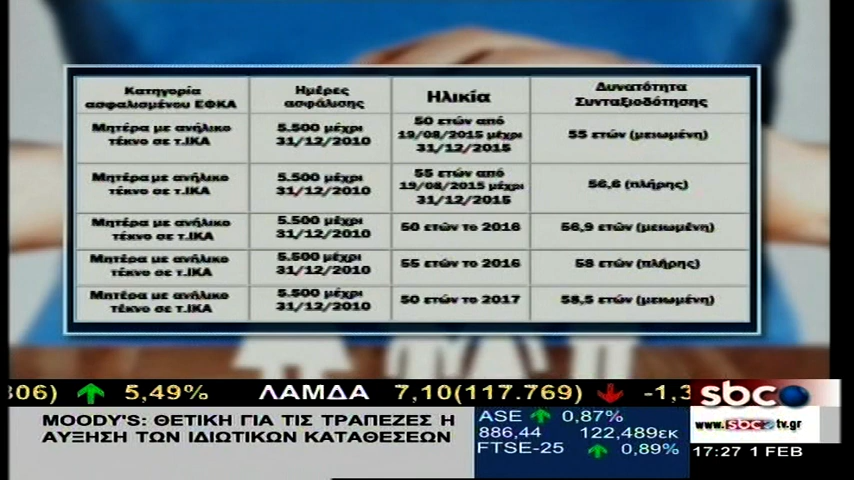 Κατηγορία ασφαλισμένου ΕΦΚΑ
Ημέρες ασφάλισης
Ηλικία
Δυνατότητα Συνταξιοδότησης
Μητέρα με ανήλικο τέκνο σε τ.ΙΚΑ
5.500 μέχρι 31/12/2010
50 ετών από 19/08/2015 μέχρι 31/12/2015
55 ετών (μειωμένη)
Μητέρα με ανήλικο τέκνο σε τ.ΙΚΑ
5.500 μέχρι 31/12/2010
55 ετών από 19/08/2015 μέχρι 31/12/2015
56,6 (πλήρης)
Μητέρα με ανήλικο τέκνο σε τ.ΙΚΑ
5.500 μέχρι 31/12/2010
50 ετών το 2016
56,9 ετών (μειωμένη)
Μητέρα με ανήλικο τέκνο σε τ.ΙΚΑ
5.500 μέχρι 31/12/2010
55 ετών το 2016
58 ετών (πλήρης)
Μητέρα με ανήλικο τέκνο σε τ.ΙΚΑ
5.500 μέχρι 31/12/2010
50 ετών το 2017
58,5 ετών (μειωμένη)
306) 5,49% ΛΑΜΔΑ 7,10(117.769) -1,3
sbc
www.sbctv.gr
MOODY'S: ΘΕΤΙΚΗ ΓΙΑ ΤΙΣ ΤΡΑΠΕΖΕΣ Η
ΑΥΞΗΣΗ ΤΩΝ ΙΔΙΩΤΙΚΩΝ ΚΑΤΑΘΕΣΕΩΝ
ASE 0,87%
886,44 122,489εκ
FTSE-25 0,89%
17:27 1 FEB